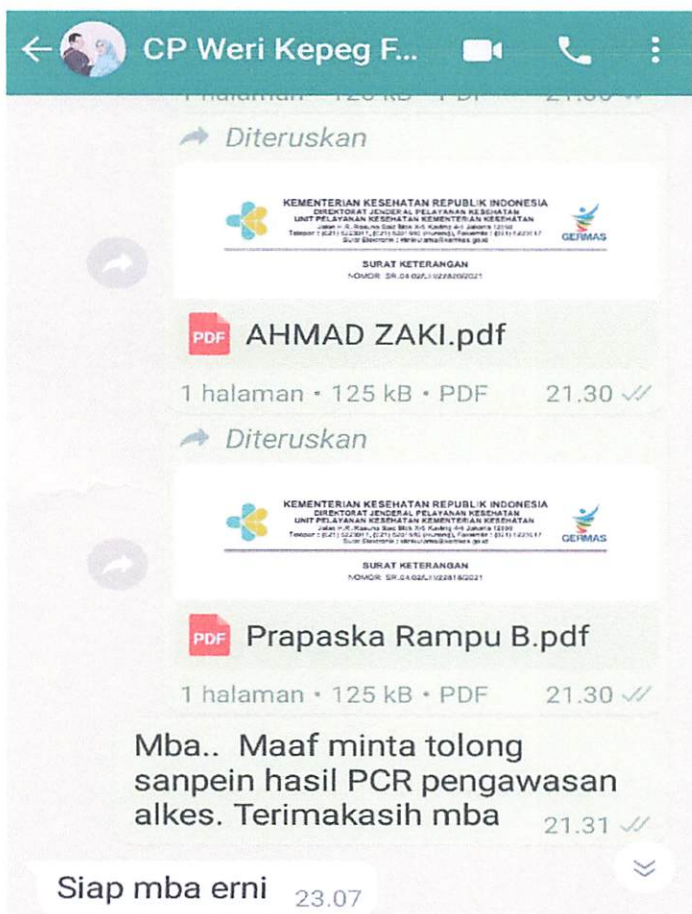 CP Weri Kepeg F...
Diteruskan
KEMENTERIAN KESEHATAN REPUBLIK INDONESIA
DIREKTORAT JENDERAL PELAYANAN KESEHATAN
UNIT PELAYANAN KESEHATAN KEMENTERIAN KESEHATAN
GERMAS
SURAT KETERANGAN
PDF AHMAD ZAKI.pdf
1 halaman • 125 kB • PDF 21.30
Diteruskan
KEMENTERIAN KESEHATAN REPUBLIK INDONESIA
DIREKTORAT JENDERAL PELAYANAN KESEHATAN
UNIT PELAYANAN KESEHATAN KEMENTERIAN KESEHATAN
GERMAS
SURAT KETERANGAN
PDF Prapaska Rampu B.pdf
1 halaman • 125 kB • PDF 21.30
Mba.. Maaf minta tolong
sanpein hasil PCR pengawasan
alkes. Terimakasih mba 21.31
Siap mba erni 23.07